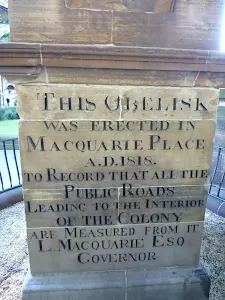 THIS OBELISK
WAS ERECTED IN
MACQUARIE PLACE
A.D. 1818.
TO RECORD THAT ALL THE
PUBLIC ROADS
LEADING TO THE INTERIOR
OF THE COLONY
ARE MEASURED FROM IT
L. MACQUARIE ESQ
GOVERNOR